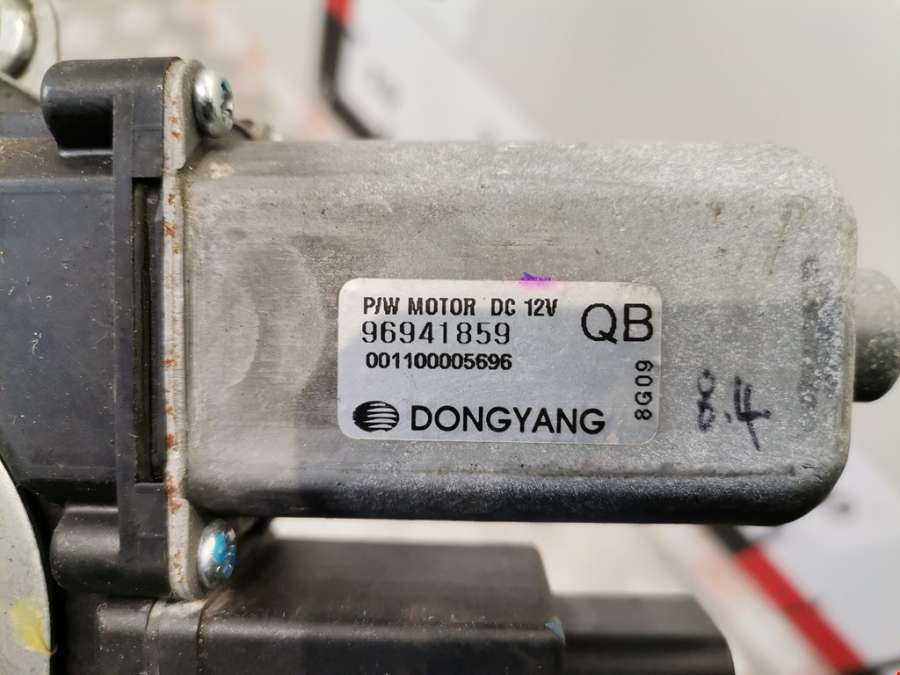 P/W MOTOR DC 12V
96941859
001100005696
QB
8G09
DONGYANG
8.4